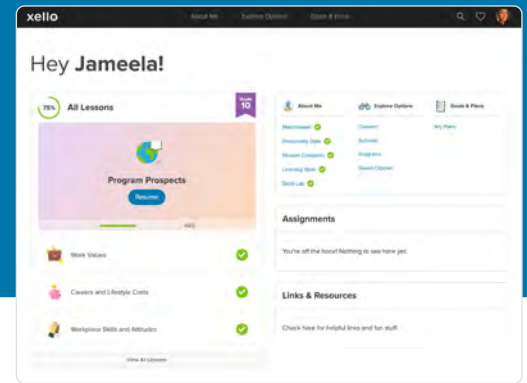 xello
About Me Explore Options Goals & Plans
Hey Jameela!
75% All Lessons
Grade 10
Program Prospects
Resume
Work Values
Careers and Lifestyle Costs
Workplace Skills and Attitudes
View All Lessons
About Me
Matchmaker
Personality Style
Mission Complete
Learning Style
Skills Lab
Explore Options
Careers
Schools
Programs
Saved Options
Goals & Plans
My Plans
Assignments
You're off the hook! Nothing to see here yet.
Links & Resources
Check here for helpful links and fun stuff.